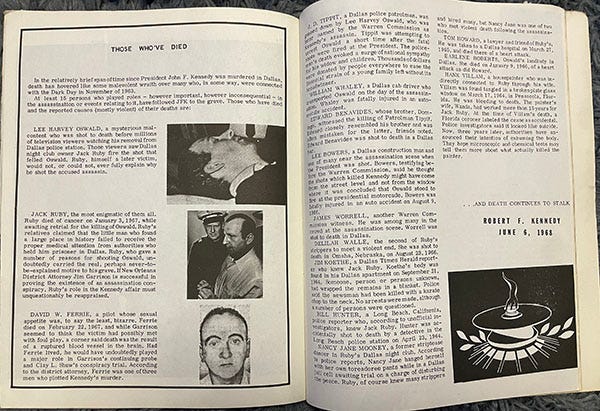 THOSE WHO'VE DIED
In the relatively brief span of time since President John F. Kennedy was murdered in Dallas,
death has hovered like some malevolent wraith over many who, in some way, were connected
with the Dark Day in November of 1963.
At least 15 persons whose roles - however important, however inconsequential - in
the assassination or events relating to it, have followed JFK to the grave. Those who have died
and the reported causes (mostly violent) of their deaths are:
LEE HARVEY OSWALD, a mysterious mal-
content who was shot to death before millions
of television viewers watching his removal from
Dallas police station. Those viewers saw Dallas
night club owner Jack Ruby fire the shot that
felled Oswald. Ruby, himself a later victim,
would not, or could not, ever fully explain why
he shot the accused assassin.
JACK RUBY, the most enigmatic of them all.
Ruby died of cancer on January 3, 1967, while
awaiting retrial for the killing of Oswald. Ruby's
relatives claimed that the little man who found
a large place in history failed to receive the
proper medical attention from authorities who
held him prisoner in Dallas. Ruby, who gave a
number of reasons for shooting Oswald, un-
doubtedly carried the real, perhaps never-to-
be-explained motive to his grave. If New Orleans
District Attorney Jim Garrison is successful in
proving the existence of an assassination con-
spiracy, Ruby's role in the Kennedy affair must
unquestionably be reappraised.
DAVID W. FERRIE, a pilot whose sexual
appetite was, to say the least, bizarre. Ferrie
died on February 22, 1967, and while Garrison
seemed to think the victim had possibly met
with foul play, a coroner said death was the result
of a ruptured blood vessel in the brain. Had
Ferrie lived, he would have undoubtedly played
a major role in Garrison's continuing probe
and Clay L. Shaw's conspiracy trial. According
to the district attorney, Ferrie was one of three
men who plotted Kennedy's murder.
J. D. TIPPIT, a Dallas police patrolman, was
gunned down by Lee Harvey Oswald, who was
named by the Warren Commission as
Kennedy's assassin. Tippit was attempting to
arrest Oswald a short time after the fatal
shots were fired at the President. The police-
man's death evoked a surge of national sympathy
for his widow and children. Thousands of dollars
were donated by people everywhere to ease the
financial strain of a young family left without its
breadwinner.
WILLIAM WHALEY, a Dallas cab driver who
transported Oswald on the day of the assassin-
ation. Whaley was fatally injured in an auto-
mobile accident.
EDWARD BENAVIDES, whose brother, Dom-
ingo, witnessed the killing of Patrolman Tippit.
Edward closely resembled his brother and was
possibly mistaken for the latter, friends noted.
Edward Benavides was shot to death in a Dallas
LEE BOWERS, a Dallas construction man and
one of many near the assassination scene when
the President was shot. Bowers, testifying be-
fore the Warren Commission, said he thought
the shots which killed Kennedy might have come
from the street level and not from the window
where it was concluded that Oswald stood to
fire at the presidential motorcade. Bowers was
fatally injured in an auto accident on August 9,
1966.
JAMES WORRELL, another Warren Com-
mission witness. He was among many in the
crowd at the assassination scene. Worrell was
shot to death in Dallas.
DELILAH WALLE, the second of Ruby's
strippers to meet a violent end. She was shot to
death in Omaha, Nebraska, on August 28, 1966.
JIM KOETHE, a Dallas Times Herald report-
er who knew Jack Ruby. Koethe's body was
found in his Dallas apartment on September 21,
1964. Someone, person or persons unknown,
had wrapped the remains in a blanket. Police
said the newsman had been killed with a karate
chop to the neck. No arrests were made, although
a number of persons were questioned.
BILL HUNTER, a Long Beach, California,
police reporter who, according to unofficial in-
vestigators, knew Jack Ruby. Hunter was ac-
cidentally shot to death by a detective in the
Long Beach police station on April 23, 1964.
NANCY JANE MOONEY, a former striptease
dancer in Ruby's Dallas night club. According
to police reports, Nancy Jane hanged herself
with her own toreador pants while in a Dallas
jail cell awaiting trial on a charge of disturbing
the peace. Ruby, of course knew many strippers
and hired many, but Nancy Jane was one of two
who met violent death following the assassina-
tion.
TOM HOWARD, a lawyer and friend of Ruby's.
He was taken to a Dallas hospital on March 27,
1965, and died there of a heart attack.
EARLENE ROBERTS, Oswald's landlady in
Dallas. She died on January 9, 1966, of a heart
attack as did Howard.
HANK KILLAM, a housepainter who was in-
directly connected to Ruby through his wife.
Killam was found tangled in a broken plate glass
window on March 17, 1964, in Pensacola, Flor-
ida. He was bleeding to death. The painter's
wife, Wanda, had worked more than 15 years for
Jack Ruby. At the time of Killam's death, a
Florida coroner labeled the cause as accidental.
Police investigators said it looked like suicide.
Now, three years later, authorities have an-
nounced their intention of exhuming the body.
They hope microscopic and chemical tests may
tell them more about what actually killed the
painter.
. . . AND DEATH CONTINUES TO STALK
ROBERT F. KENNEDY
JUNE 6, 1968